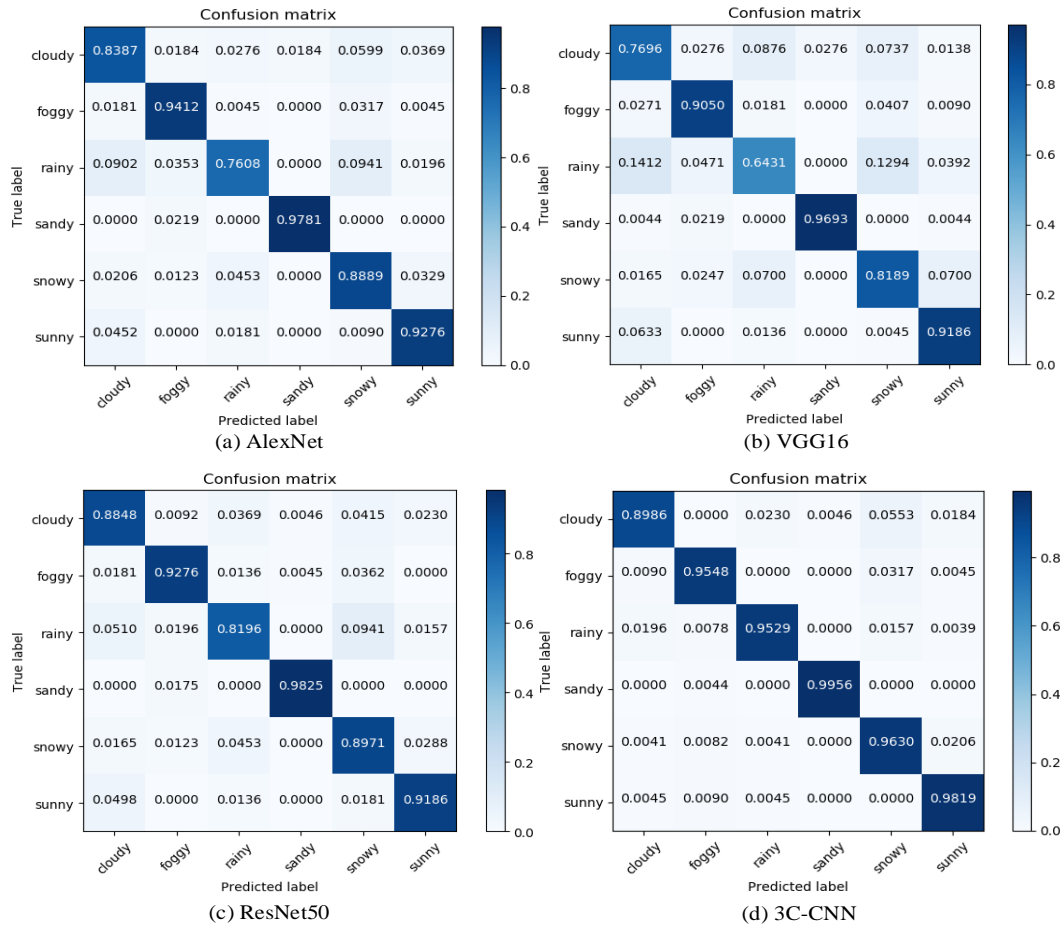 Confusion matrix
cloudy 0.8387 0.0184 0.0276 0.0184 0.0599 0.0369
foggy 0.0181 0.9412 0.0045 0.0000 0.0317 0.0045
rainy 0.0902 0.0353 0.7608 0.0000 0.0941 0.0196
sandy 0.0000 0.0219 0.0000 0.9781 0.0000 0.0000
snowy 0.0206 0.0123 0.0453 0.0000 0.8889 0.0329
sunny 0.0452 0.0000 0.0181 0.0000 0.0090 0.9276
True label
cloudy foggy rainy sandy snowy sunny
Predicted label
0.8
0.6
0.4
0.2
0.0
(a) AlexNet
Confusion matrix
cloudy 0.7696 0.0276 0.0876 0.0276 0.0737 0.0138
foggy 0.0271 0.9050 0.0181 0.0000 0.0407 0.0090
rainy 0.1412 0.0471 0.6431 0.0000 0.1294 0.0392
sandy 0.0044 0.0219 0.0000 0.9693 0.0000 0.0044
snowy 0.0165 0.0247 0.0700 0.0000 0.8189 0.0700
sunny 0.0633 0.0000 0.0136 0.0000 0.0045 0.9186
True label
cloudy foggy rainy sandy snowy sunny
Predicted label
0.8
0.6
0.4
0.2
0.0
(b) VGG16
Confusion matrix
cloudy 0.8848 0.0092 0.0369 0.0046 0.0415 0.0230
foggy 0.0181 0.9276 0.0136 0.0045 0.0362 0.0000
rainy 0.0510 0.0196 0.8196 0.0000 0.0941 0.0157
sandy 0.0000 0.0175 0.0000 0.9825 0.0000 0.0000
snowy 0.0165 0.0123 0.0453 0.0000 0.8971 0.0288
sunny 0.0498 0.0000 0.0136 0.0000 0.0181 0.9186
True label
cloudy foggy rainy sandy snowy sunny
Predicted label
0.8
0.6
0.4
0.2
0.0
(c) ResNet50
Confusion matrix
cloudy 0.8986 0.0000 0.0230 0.0046 0.0553 0.0184
foggy 0.0090 0.9548 0.0000 0.0000 0.0317 0.0045
rainy 0.0196 0.0078 0.9529 0.0000 0.0157 0.0039
sandy 0.0000 0.0044 0.0000 0.9956 0.0000 0.0000
snowy 0.0041 0.0082 0.0041 0.0000 0.9630 0.0206
sunny 0.0045 0.0090 0.0045 0.0000 0.0000 0.9819
True label
cloudy foggy rainy sandy snowy sunny
Predicted label
0.8
0.6
0.4
0.2
0.0
(d) 3C-CNN